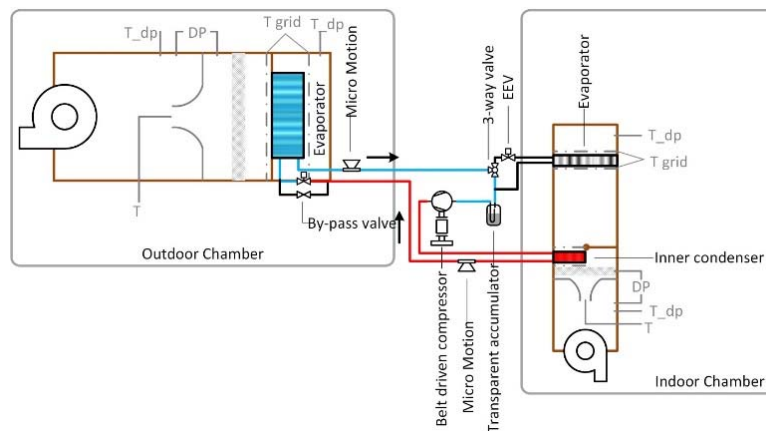 T_dp
DP
T grid
T_dp
Evaporator
Micro Motion
3-way valve
EEV
Evaporator
T_dp
T grid
T
By-pass valve
Outdoor Chamber
Belt driven compressor
Micro Motion
Transparent accumulator
Inner condenser
DP
T_dp
T
Indoor Chamber